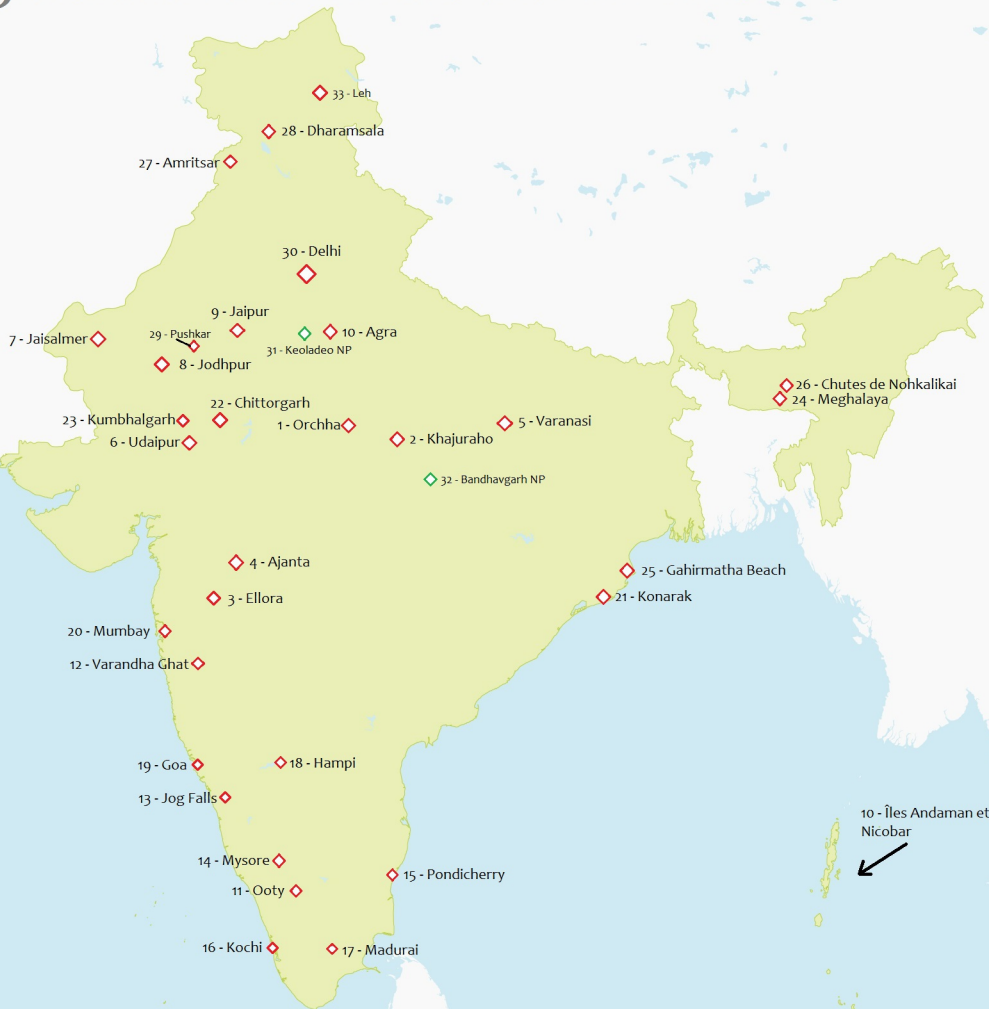 33 - Leh
28 - Dharamsala
27 - Amritsar
30 - Delhi
9 - Jaipur
29 - Pushkar
7 - Jaisalmer
10 - Agra
31 - Keoladeo NP
8 - Jodhpur
26 - Chutes de Nohkalikai
24 - Meghalaya
22 - Chittorgarh
23 - Kumbhalgarh
1 - Orchha
5 - Varanasi
6 - Udaipur
2 - Khajuraho
32 - Bandhavgarh NP
4 - Ajanta
25 - Gahirmatha Beach
3 - Ellora
21 - Konarak
20 - Mumbay
12 - Varandha Ghat
19 - Goa
18 - Hampi
13 - Jog Falls
10 - Îles Andaman et
Nicobar
14 - Mysore
15 - Pondicherry
11 - Ooty
16 - Kochi
17 - Madurai